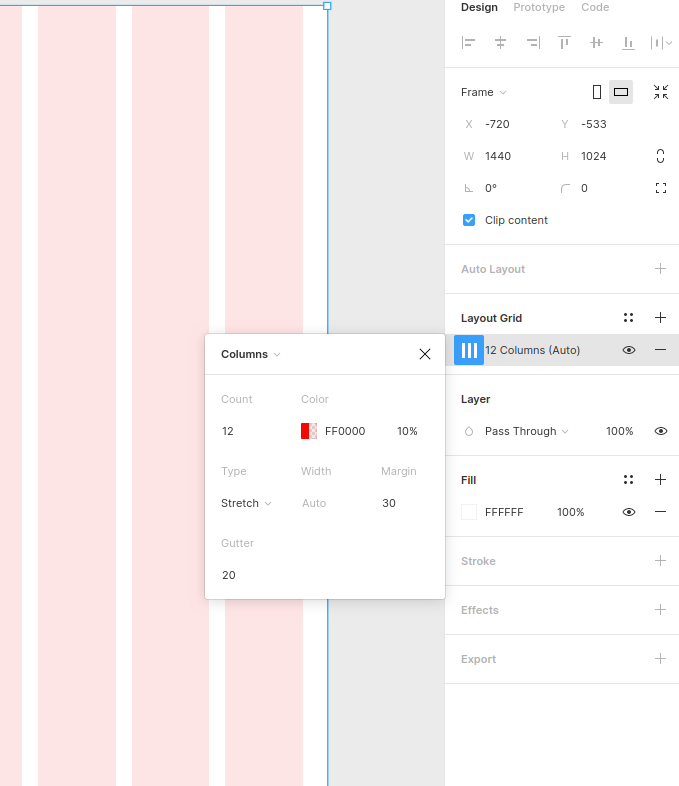 Design Prototype Code
Frame
X -720 Y -533
W 1440 H 1024
0° 0
Clip content
Auto Layout
Layout Grid
12 Columns (Auto)
Columns
Count Color
12 FF0000 10%
Type Width Margin
Stretch Auto 30
Gutter
20
Layer
Pass Through 100%
Fill
FFFFFF 100%
Stroke
Effects
Export